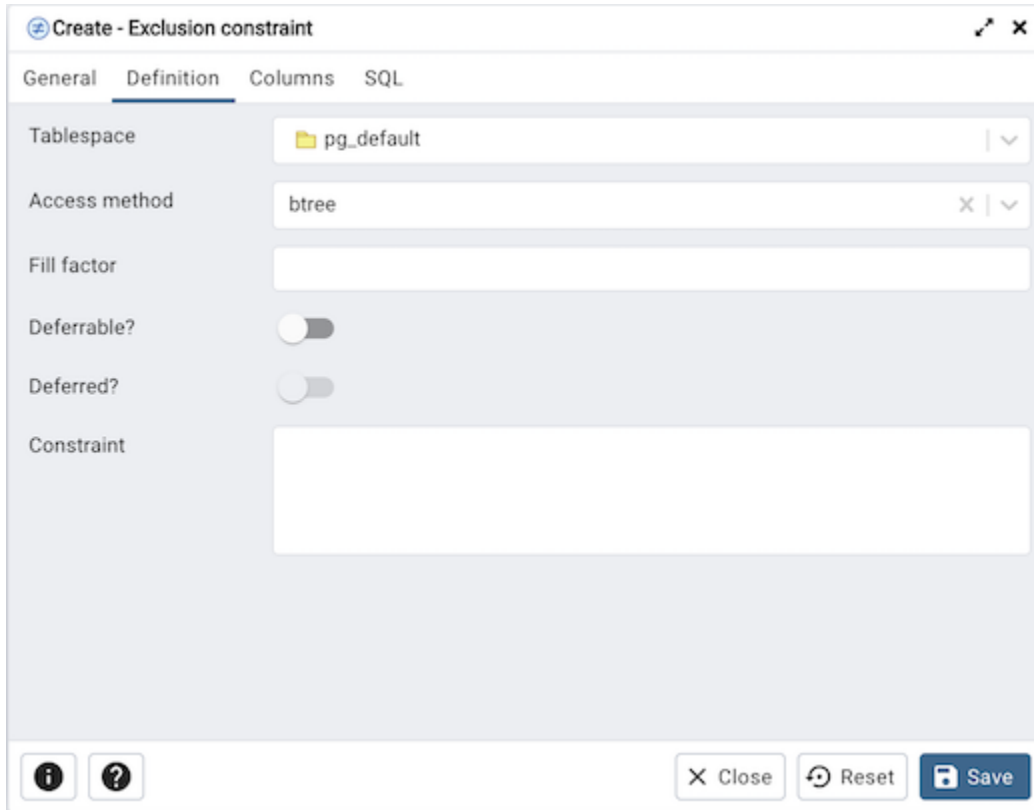 Create - Exclusion constraint
General Definition Columns SQL
Tablespace pg_default
Access method btree
Fill factor
Deferrable?
Deferred?
Constraint
Close Reset Save